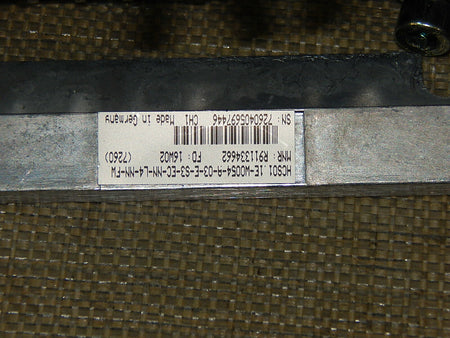 HCS01.1E-W0054-A-03-E-S3-EC-NN-L4-NN-FW
MNR: R911334662 FD: 16W02 (7260)
SN: 7260405697446 CH1 Made in Germany